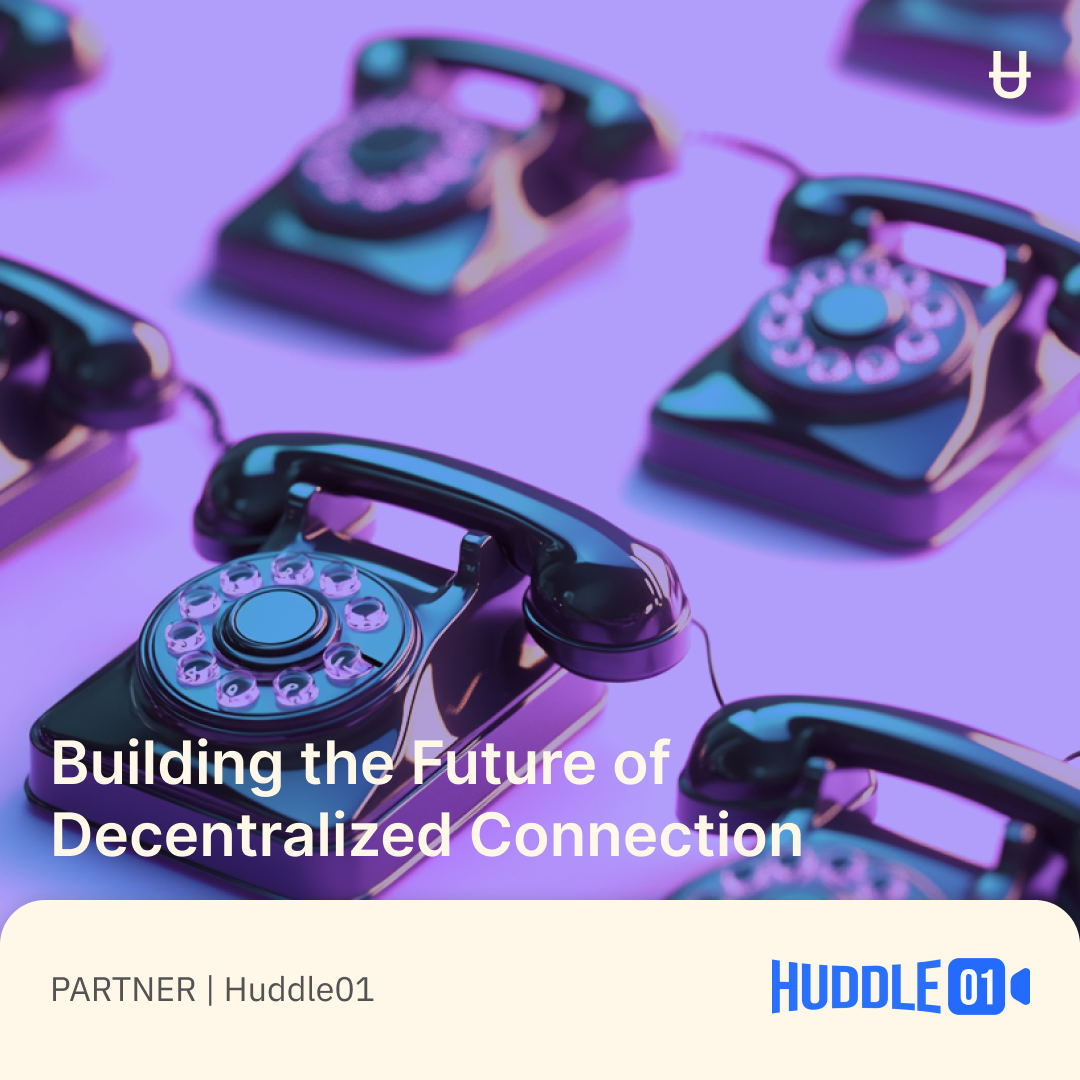 Building the Future of
Decentralized Connection
PARTNER | Huddle01
HUDDLE 01